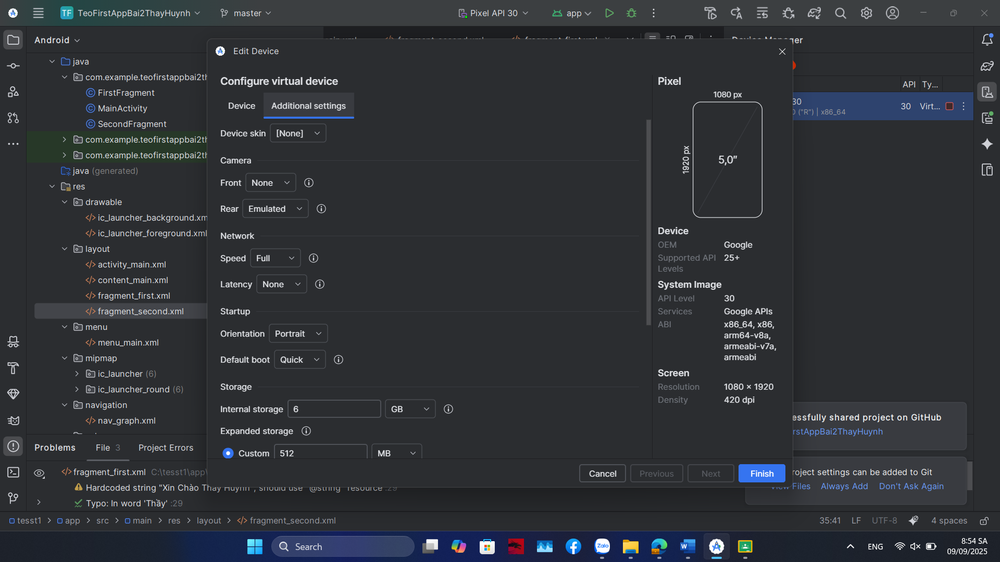 TF TeoFirstAppBai2ThayHuynh
master
Pixel API 30
app
Android
java
com.example.teofirstappbai2th
FirstFragment
MainActivity
SecondFragment
com.example.teofirstappbai2th
com.example.teofirstappbai2th
java (generated)
res
drawable
ic_launcher_background.xm
ic_launcher_foreground.xml
layout
activity_main.xml
content_main.xml
fragment_first.xml
fragment_second.xml
menu
menu_main.xml
mipmap
ic_launcher (6)
ic_launcher_round (6)
navigation
nav_graph.xml
Edit Device
Configure virtual device
Device
Additional settings
Device skin [None]
Camera
Front None
Rear Emulated
Network
Speed Full
Latency None
Startup
Orientation Portrait
Default boot Quick
Storage
Internal storage 6 GB
Expanded storage
Custom 512 MB
Pixel
1080 px
1920 px
5,0″
Device
OEM Google
Supported API Levels 25+
System Image
API Level 30
Services Google APIs
ABI x86_64, x86,
arm64-v8a,
armeabi-v7a,
armeabi
Screen
Resolution 1080 × 1920
Density 420 dpi
Cancel
Previous
Next
Finish
API Ty...
30
("R") | x86_64
30 Virt...
essfully shared project on GitHub
rstAppBai2ThayHuynh
roject settings can be added to Git
View Files Always Add Don't Ask Again
Problems File 3 Project Errors
fragment_first.xml C:\tesst1\app\
Hardcoded string "Xin Chào Thầy Huynh", should use `@string` resource :29
Typo: In word 'Thầy' :29
tesst1 > app > src > main > res > layout > fragment_second.xml
35:41 LF UTF-8 4 spaces
Search
Zalo
ENG
8:54 SA
09/09/2025